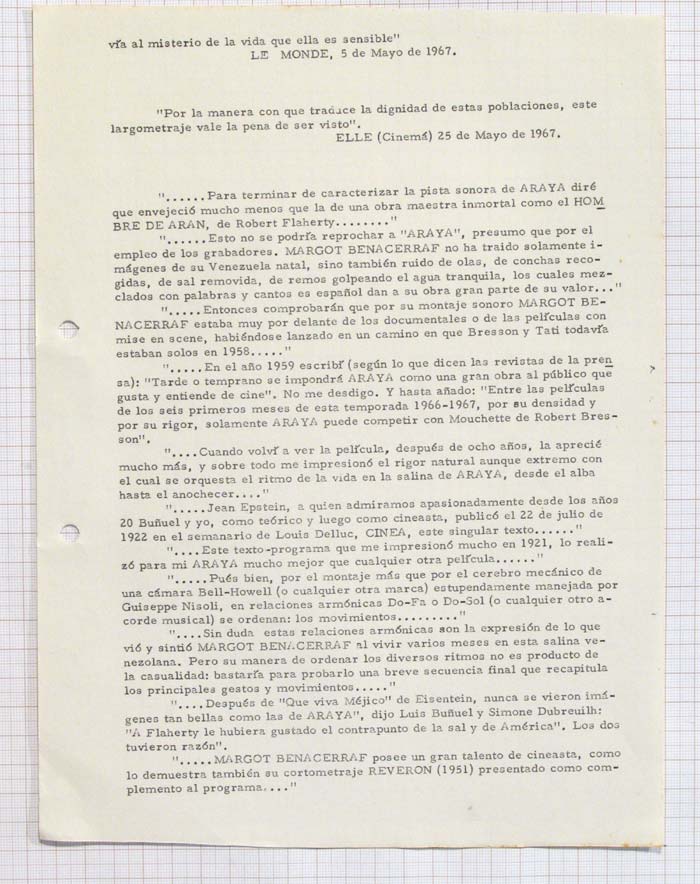 vía al misterio de la vida que ella es sensible"
LE MONDE, 5 de Mayo de 1967.
"Por la manera con que traduce la dignidad de estas poblaciones, este
largometraje vale la pena de ser visto".
ELLE (Cinemá) 25 de Mayo de 1967.
"......Para terminar de caracterizar la pista sonora de ARAYA diré
que envejeció mucho menos que la de una obra maestra inmortal como el HOM
BRE DE ARAN, de Robert Flaherty........"
"......Esto no se podría reprochar a "ARAYA", presumo que por el
empleo de los grabadores. MARGOT BENACERRAF no ha traido solamente i-
mágenes de su Venezuela natal, sino también ruido de olas, de conchas reco-
gidas, de sal removida, de remos golpeando el agua tranquila, los cuales mez-
clados con palabras y cantos es español dan a su obra gran parte de su valor..."
".....Entonces comprobarán que por su montaje sonoro MARGOT BE-
NACERRAF estaba muy por delante de los documentales o de las películas con
mise en scene, habiéndose lanzado en un camino en que Bresson y Tati todavía
estaban solos en 1958....."
".....En el año 1959 escribí (según lo que dicen las revistas de la pren
sa): "Tarde o temprano se impondrá ARAYA como una gran obra al público que
gusta y entiende de cine". No me desdigo. Y hasta añado: "Entre las películas
de los seis primeros meses de esta temporada 1966-1967, por su densidad y
por su rigor, solamente ARAYA puede competir con Mouchette de Robert Bres-
son".
"....Cuando volví a ver la película, después de ocho años, la aprecié
mucho más, y sobre todo me impresionó el rigor natural aunque extremo con
el cual se orquesta el ritmo de la vida en la salina de ARAYA, desde el alba
hasta el anochecer...."
".....Jean Epstein, a quien admiramos apasionadamente desde los años
20 Buñuel y yo, como teórico y luego como cineasta, publicó el 22 de julio de
1922 en el semanario de Louis Delluc, CINEA, este singular texto......"
"....Este texto-programa que me impresionó mucho en 1921, lo reali-
zó para mi ARAYA mucho mejor que cualquier otra película......"
".....Pués bien, por el montaje más que por el cerebro mecánico de
una cámara Bell-Howell (o cualquier otra marca) estupendamente manejada por
Guiseppe Nisoli, en relaciones armónicas Do-Fa o Do-Sol (o cualquier otro a-
corde musical) se ordenan: los movimientos........."
"....Sin duda estas relaciones armónicas son la expresión de lo que
vió y sintió MARGOT BENACERRAF al vivir varios meses en esta salina ve-
nezolana. Pero su manera de ordenar los diversos ritmos no es producto de
la casualidad: bastaría para probarlo una breve secuencia final que recapitula
los principales gestos y movimientos....."
"....Después de "Que viva Méjico" de Eisentein, nunca se vieron imá-
genes tan bellas como las de ARAYA", dijo Luis Buñuel y Simone Dubreuilh:
"A Flaherty le hubiera gustado el contrapunto de la sal y de América". Los dos
tuvieron razón".
".....MARGOT BENACERRAF posee un gran talento de cineasta, como
lo demuestra también su cortometraje REVERON (1951) presentado como com-
plemento al programa...."